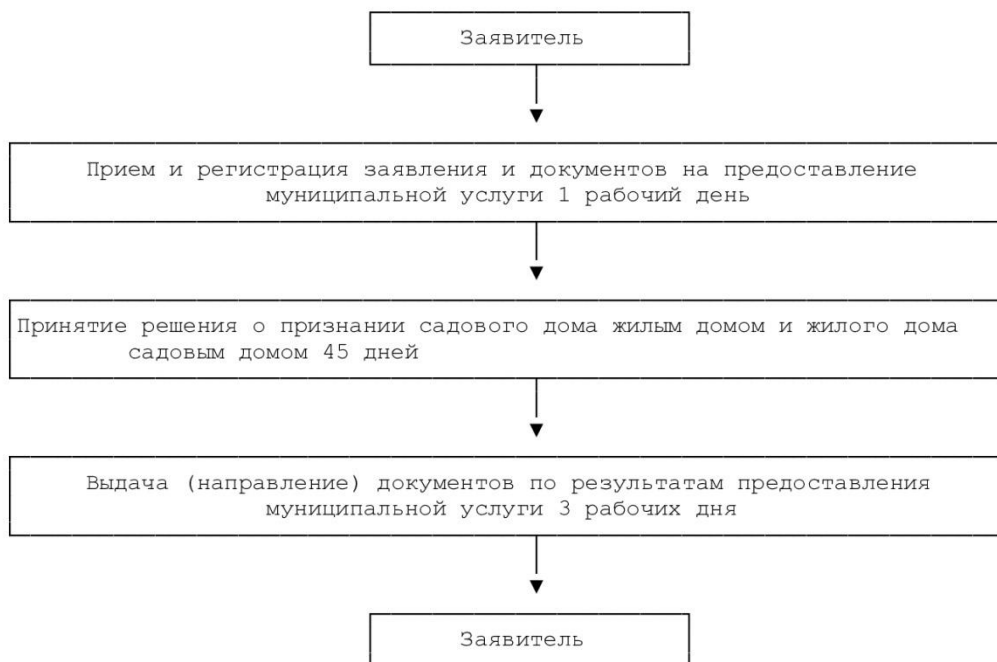 Заявитель
Прием и регистрация заявления и документов на предоставление
муниципальной услуги 1 рабочий день
Принятие решения о признании садового дома жилым домом и жилого дома
садовым домом 45 дней
Выдача (направление) документов по результатам предоставления
муниципальной услуги 3 рабочих дня
Заявитель